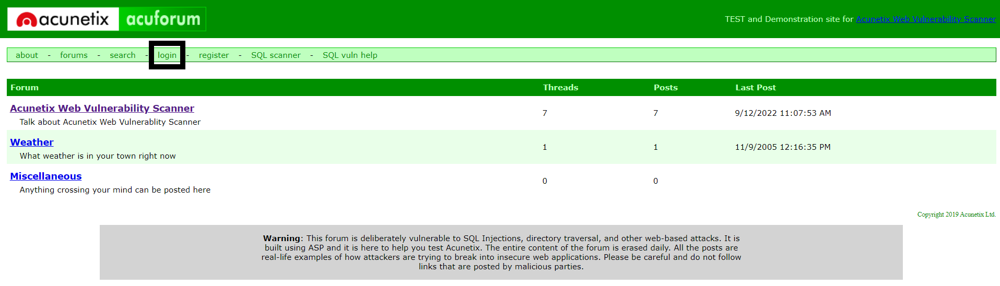 acunetix acuforum
TEST and Demonstration site for Acunetix Web Vulnerability Scanner
about - forums - search - login - register - SQL scanner - SQL vuln help
Forum Threads Posts Last Post
Acunetix Web Vulnerability Scanner
Talk about Acunetix Web Vulnerablity Scanner
7 7 9/12/2022 11:07:53 AM
Weather
What weather is in your town right now
1 1 11/9/2005 12:16:35 PM
Miscellaneous
Anything crossing your mind can be posted here
0 0
Copyright 2019 Acunetix Ltd.
Warning: This forum is deliberately vulnerable to SQL Injections, directory traversal, and other web-based attacks. It is
built using ASP and it is here to help you test Acunetix. The entire content of the forum is erased daily. All the posts are
real-life examples of how attackers are trying to break into insecure web applications. Please be careful and do not follow
links that are posted by malicious parties.